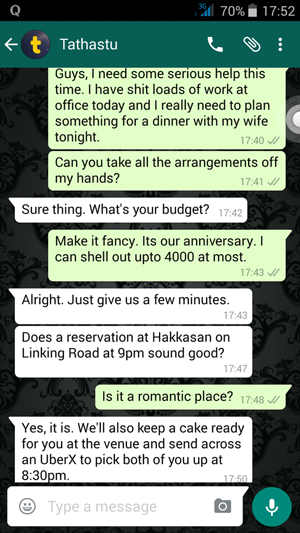 Q 3G 70% 17:52
t Tathastu
Guys, I need some serious help this
time. I have shit loads of work at
office today and I really need to plan
something for a dinner with my wife
tonight.
17:40
Can you take all the arrangements off
my hands?
17:41
Sure thing. What's your budget? 17:42
Make it fancy. Its our anniversary. I
can shell out upto 4000 at most.
17:43
Alright. Just give us a few minutes.
17:43
Does a reservation at Hakkasan on
Linking Road at 9pm sound good?
17:47
Is it a romantic place? 17:48
Yes, it is. We'll also keep a cake ready
for you at the venue and send across
an UberX to pick both of you up at
8:30pm.
17:50
Type a message